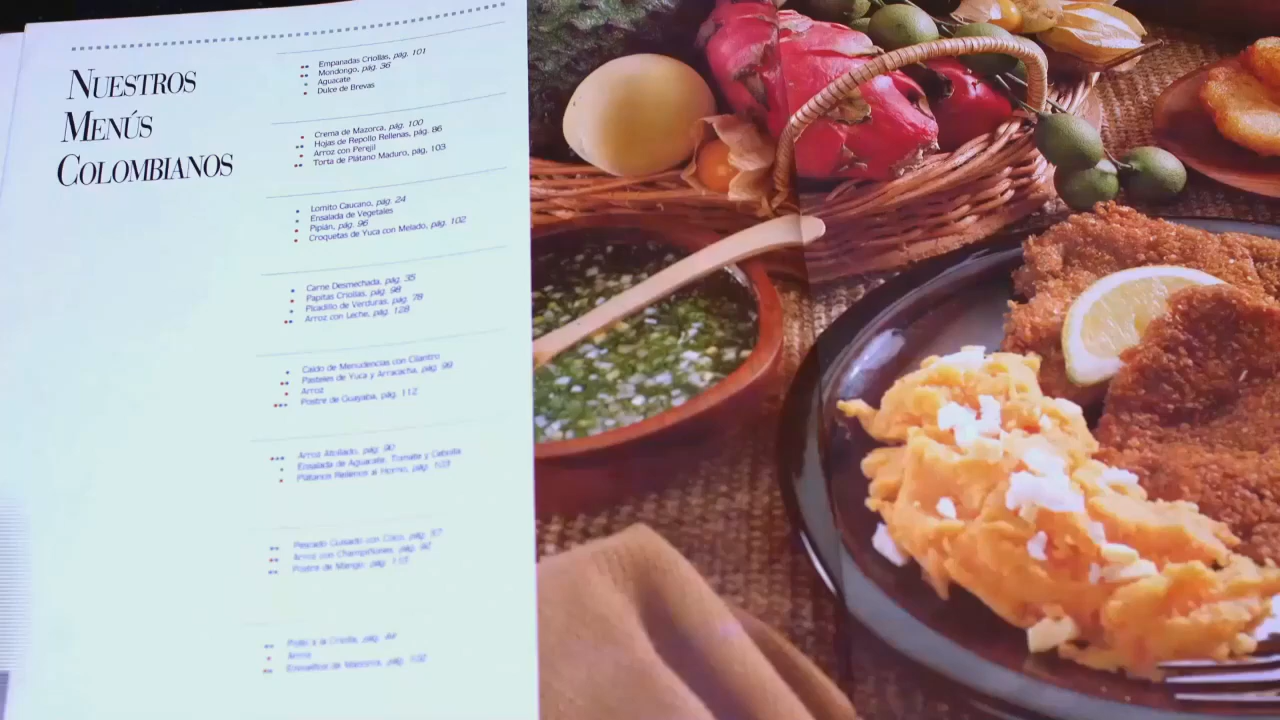 NUESTROS
MENÚS
COLOMBIANOS
Empanadas Criollas, pág. 101
Mondongo, pág. 36
Aguacate
Dulce de Brevas
Crema de Mazorca, pág. 100
Hojas de Repollo Rellenas, pág. 86
Arroz con Perejil
Torta de Plátano Maduro, pág, 103
Lomito Caucano, pág. 24
Ensalada de Vegetales
Pipián, pág. 96
Croquetas de Yuca con Melado, pág. 102
Carne Desmechada, pág. 35
Papitas Criollas, pág. 98
Picadillo de Verduras, pág. 78
Arroz con Leche, pág. 128
Caldo de Menudencias con Cilantro
Pasteles de Yuca y Arracacha, pág. 99
Arroz
Postre de Guayaba, pág. 112
Arroz Atollado, pág. 90
Ensalada de Aguacate, Tomate y Cebolla
Plátanos Rellenos al Horno, pág. 103
Pescado Guisado con Coco, pág. 57
Arroz con Champiñones, pág. 92
Postre de Mango, pág.
Pollo a la Criolla, pág.
Arroz
de Mazorca, pág. 102